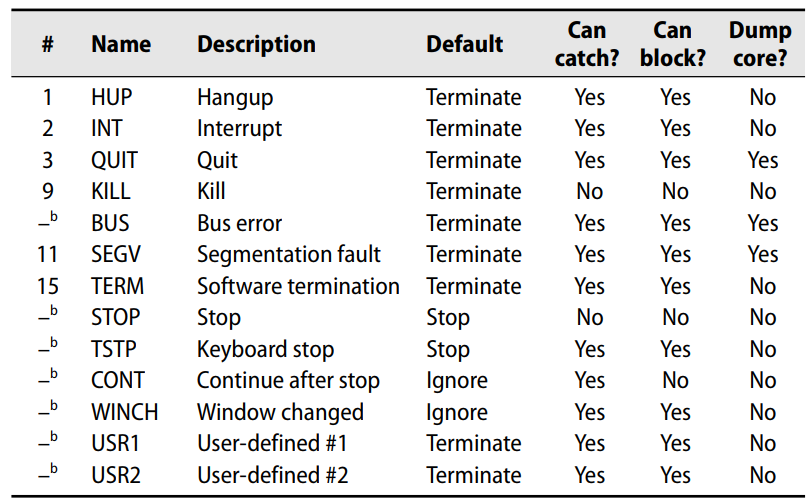 # Name Description Default Can catch? Can block? Dump core?
1 HUP Hangup Terminate Yes Yes No
2 INT Interrupt Terminate Yes Yes No
3 QUIT Quit Terminate Yes Yes Yes
9 KILL Kill Terminate No No No
–b BUS Bus error Terminate Yes Yes Yes
11 SEGV Segmentation fault Terminate Yes Yes Yes
15 TERM Software termination Terminate Yes Yes No
–b STOP Stop Stop No No No
–b TSTP Keyboard stop Stop Yes Yes No
–b CONT Continue after stop Ignore Yes No No
–b WINCH Window changed Ignore Yes Yes No
–b USR1 User-defined #1 Terminate Yes Yes No
–b USR2 User-defined #2 Terminate Yes Yes No